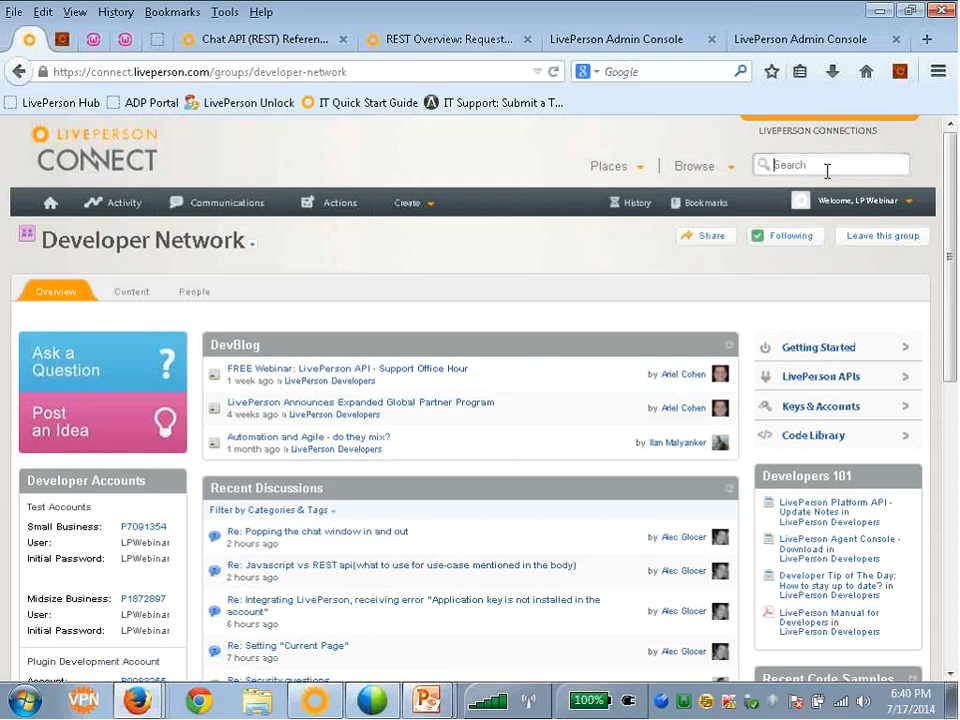 File Edit View History Bookmarks Tools Help
Chat API (REST) Referen... × REST Overview: Request... × LivePerson Admin Console × LivePerson Admin Console × +
https://connect.liveperson.com/groups/developer-network Google
LivePerson Hub ADP Portal LivePerson Unlock IT Quick Start Guide IT Support: Submit a T...
LIVEPERSON
CONNECT
LIVEPERSON CONNECTIONS
Places | Browse Search
Activity Communications Actions Create History Bookmarks Welcome, LP Webinar
Developer Network
Share Following Leave this group
Overview Content People
Ask a
Question ?
Post
an Idea
Developer Accounts
Test Accounts
Small Business: P7091354
User: LPWebinar
Initial Password: LPWebinar
Midsize Business: P1872897
User: LPWebinar
Initial Password: LPWebinar
Plugin Development Account
DevBlog
FREE Webinar: LivePerson API - Support Office Hour
1 week ago in LivePerson Developers
by Ariel Cohen
LivePerson Announces Expanded Global Partner Program
4 weeks ago in LivePerson Developers
by Ariel Cohen
Automation and Agile - do they mix?
1 month ago in LivePerson Developers
by Ilan Malyanker
Recent Discussions
Filter by Categories & Tags
Re: Popping the chat window in and out
2 hours ago
by Alec Glocer
Re: Javascript vs REST api(what to use for use-case mentioned in the body)
2 hours ago
by Alec Glocer
Re: Integrating LivePerson, receiving error "Application key is not installed in the
account"
6 hours ago
by Alec Glocer
Re: Setting "Current Page"
7 hours ago
by Alec Glocer
Re: Security questions
Getting Started >
LivePerson APIs >
Keys & Accounts >
</> Code Library >
Developers 101
LivePerson Platform API -
Update Notes in
LivePerson Developers
LivePerson Agent Console -
Download in
LivePerson Developers
Developer Tip of The Day:
How to stay up to date? in
LivePerson Developers
LivePerson Manual for
Developers in
LivePerson Developers
Recent Code Samples
VPN 100% 6:40 PM
7/17/2014